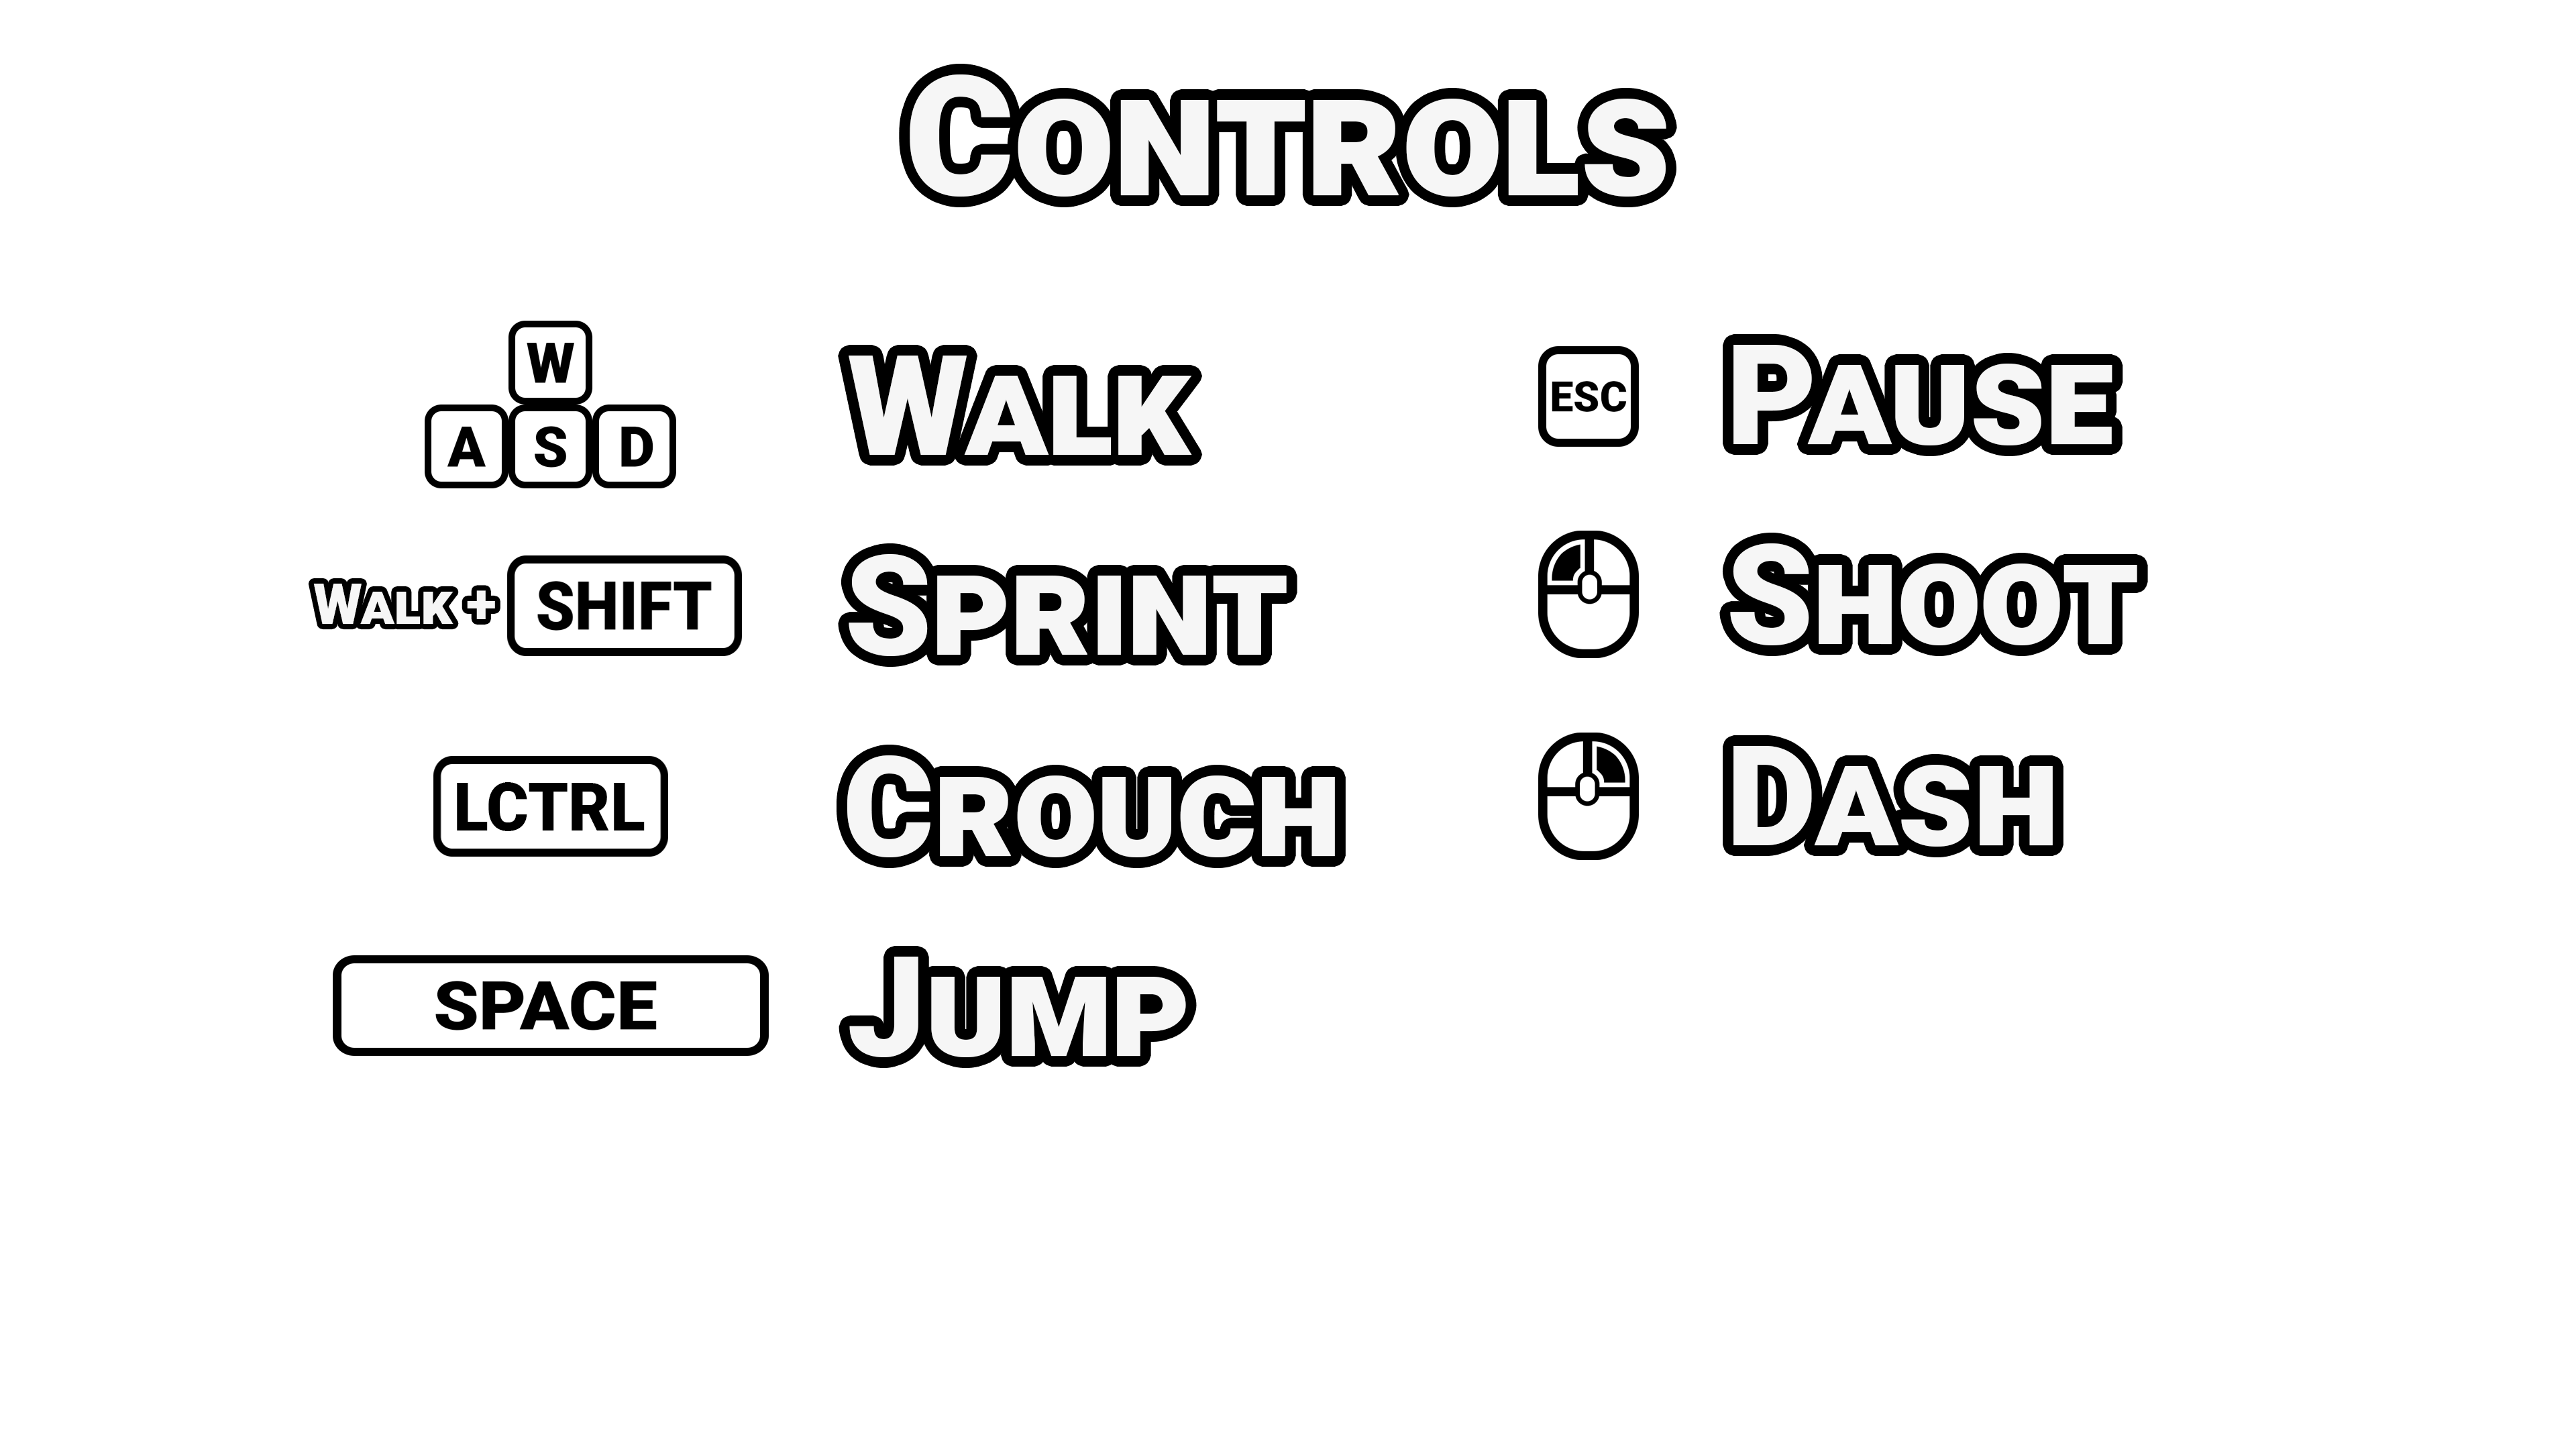 CONTROLS
W
A S D
WALK
WALK + SHIFT
SPRINT
LCTRL
CROUCH
SPACE
JUMP
ESC
PAUSE
SHOOT
DASH